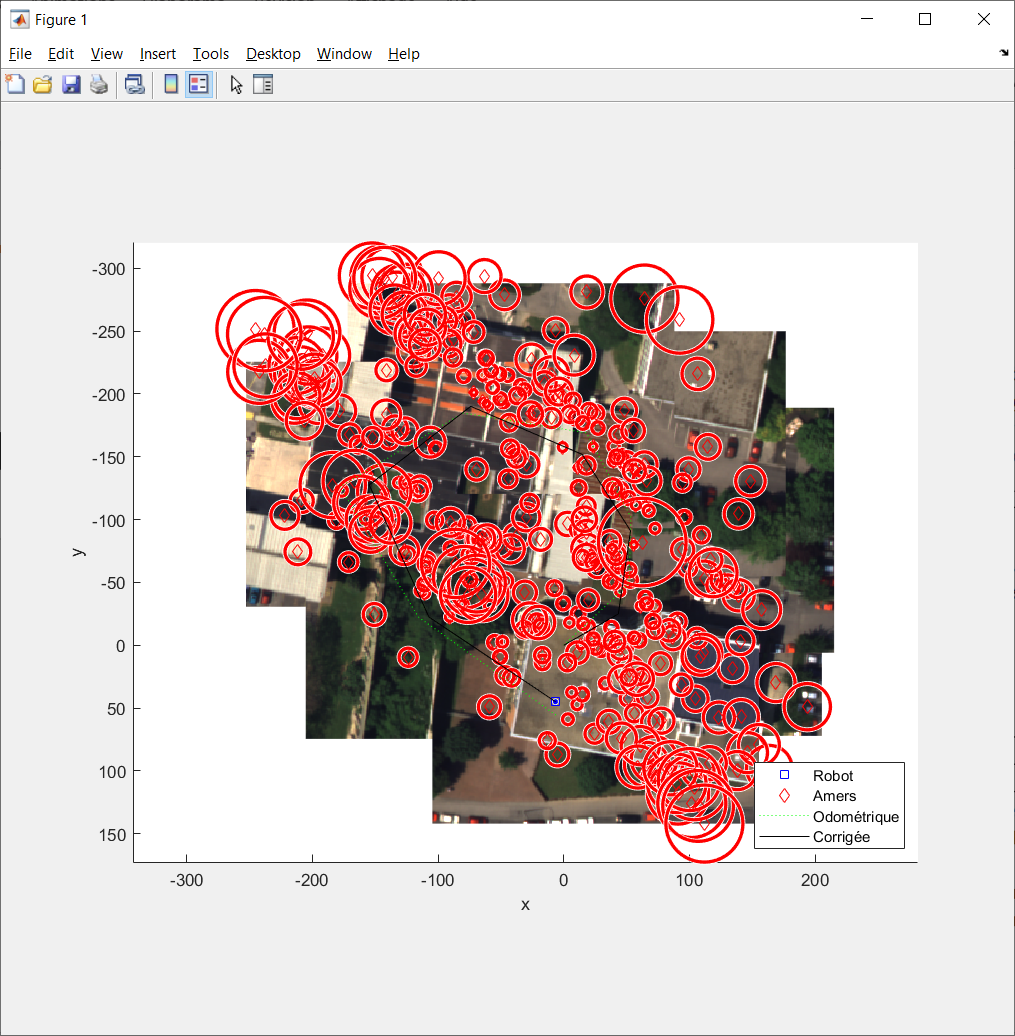 Figure 1
File Edit View Insert Tools Desktop Window Help
-300
-250
-200
-150
-100
-50
0
50
100
150
y
-300 -200 -100 0 100 200
x
Robot
Amers
Odométrique
Corrigée